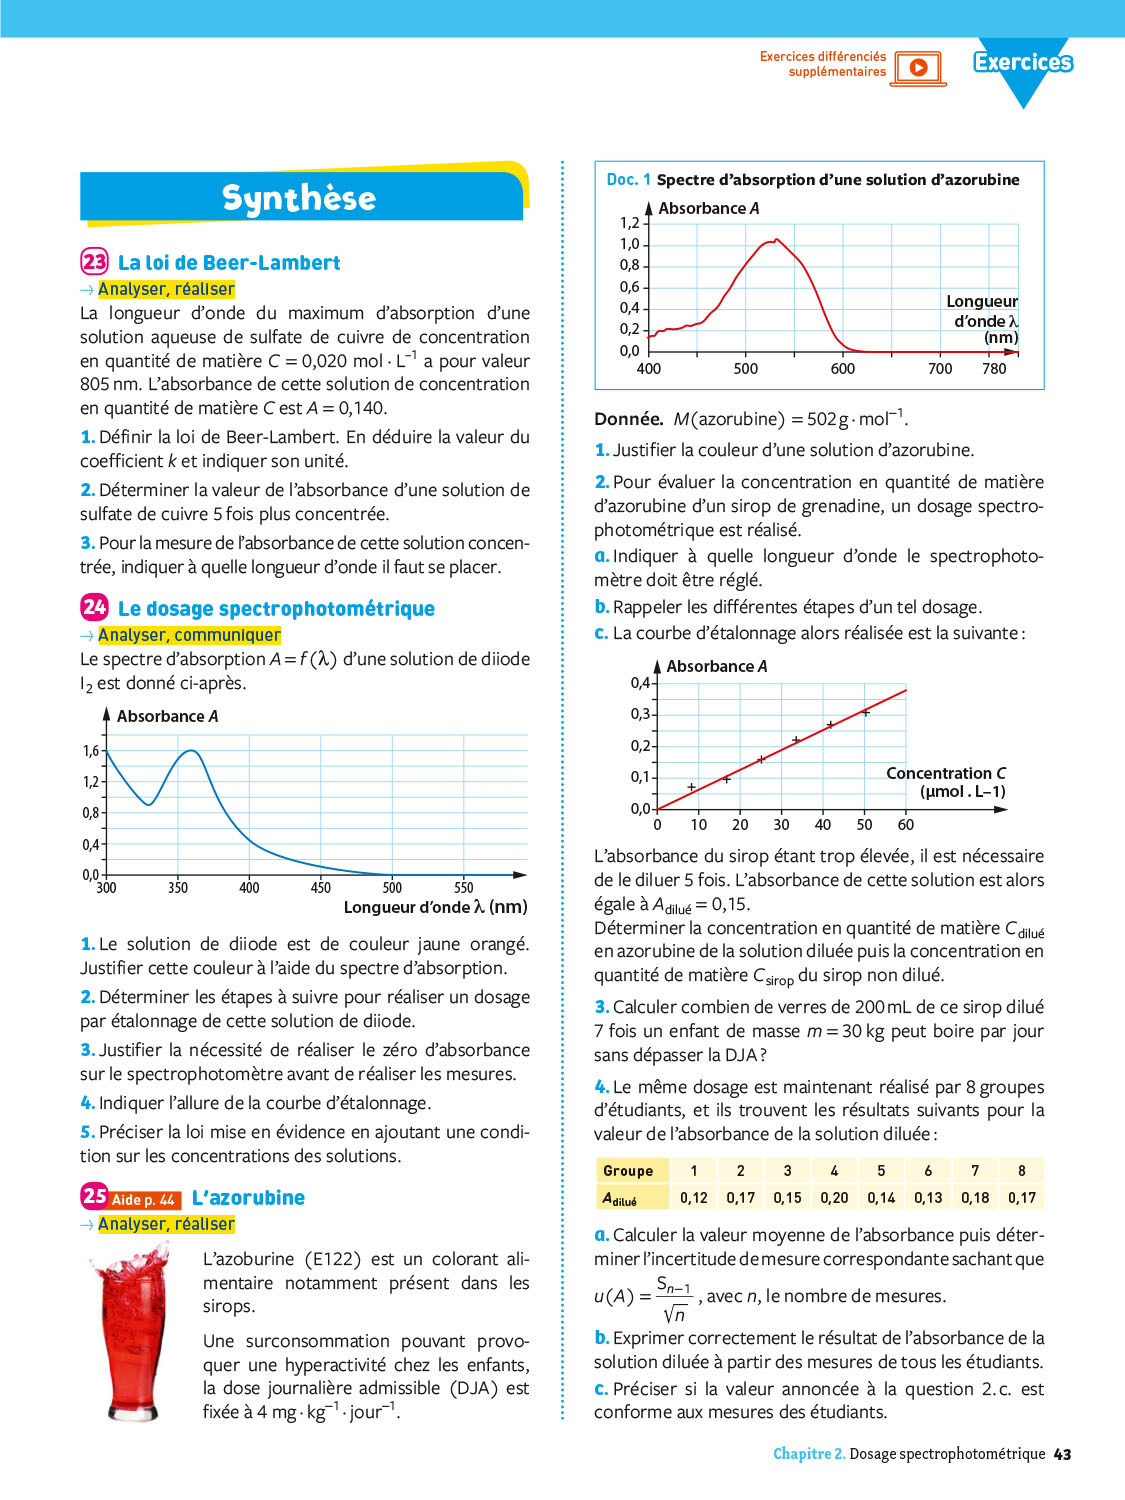 Exercices différenciés
supplémentaires
Exercices
Synthèse
23 La loi de Beer-Lambert
→ Analyser, réaliser
La longueur d'onde du maximum d'absorption d'une
solution aqueuse de sulfate de cuivre de concentration
en quantité de matière C = 0,020 mol · L⁻¹ a pour valeur
805 nm. L'absorbance de cette solution de concentration
en quantité de matière C est A = 0,140.
1. Définir la loi de Beer-Lambert. En déduire la valeur du
coefficient k et indiquer son unité.
2. Déterminer la valeur de l'absorbance d'une solution de
sulfate de cuivre 5 fois plus concentrée.
3. Pour la mesure de l'absorbance de cette solution concen-
trée, indiquer à quelle longueur d'onde il faut se placer.
24 Le dosage spectrophotométrique
→ Analyser, communiquer
Le spectre d'absorption A = f (λ) d'une solution de diiode
I₂ est donné ci-après.
Absorbance A
1,6
1,2
0,8
0,4
0,0
300 350 400 450 500 550
Longueur d'onde λ (nm)
1. Le solution de diiode est de couleur jaune orangé.
Justifier cette couleur à l'aide du spectre d'absorption.
2. Déterminer les étapes à suivre pour réaliser un dosage
par étalonnage de cette solution de diiode.
3. Justifier la nécessité de réaliser le zéro d'absorbance
sur le spectrophotomètre avant de réaliser les mesures.
4. Indiquer l'allure de la courbe d'étalonnage.
5. Préciser la loi mise en évidence en ajoutant une condi-
tion sur les concentrations des solutions.
25 Aide p. 44 L'azorubine
→ Analyser, réaliser
L'azoburine (E122) est un colorant ali-
mentaire notamment présent dans les
sirops.
Une surconsommation pouvant provo-
quer une hyperactivité chez les enfants,
la dose journalière admissible (DJA) est
fixée à 4 mg · kg⁻¹ · jour⁻¹.
Doc. 1 Spectre d'absorption d'une solution d'azorubine
Absorbance A
1,2
1,0
0,8
0,6
0,4
0,2
0,0
Longueur
d'onde λ
(nm)
400 500 600 700 780
Donnée. M (azorubine) = 502 g · mol⁻¹.
1. Justifier la couleur d'une solution d'azorubine.
2. Pour évaluer la concentration en quantité de matière
d'azorubine d'un sirop de grenadine, un dosage spectro-
photométrique est réalisé.
a. Indiquer à quelle longueur d'onde le spectrophoto-
mètre doit être réglé.
b. Rappeler les différentes étapes d'un tel dosage.
c. La courbe d'étalonnage alors réalisée est la suivante :
Absorbance A
0,4
0,3
0,2
0,1
0,0
Concentration C
(µmol . L–1)
0 10 20 30 40 50 60
L'absorbance du sirop étant trop élevée, il est nécessaire
de le diluer 5 fois. L'absorbance de cette solution est alors
égale à A dilué = 0,15.
Déterminer la concentration en quantité de matière C dilué
en azorubine de la solution diluée puis la concentration en
quantité de matière C sirop du sirop non dilué.
3. Calculer combien de verres de 200 mL de ce sirop dilué
7 fois un enfant de masse m = 30 kg peut boire par jour
sans dépasser la DJA ?
4. Le même dosage est maintenant réalisé par 8 groupes
d'étudiants, et ils trouvent les résultats suivants pour la
valeur de l'absorbance de la solution diluée :
Groupe 1 2 3 4 5 6 7 8
A dilué 0,12 0,17 0,15 0,20 0,14 0,13 0,18 0,17
a. Calculer la valeur moyenne de l'absorbance puis déter-
miner l'incertitude de mesure correspondante sachant que
u (A) = Sₙ₋₁ / √n , avec n, le nombre de mesures.
b. Exprimer correctement le résultat de l'absorbance de la
solution diluée à partir des mesures de tous les étudiants.
c. Préciser si la valeur annoncée à la question 2. c. est
conforme aux mesures des étudiants.
Chapitre 2. Dosage spectrophotométrique 43